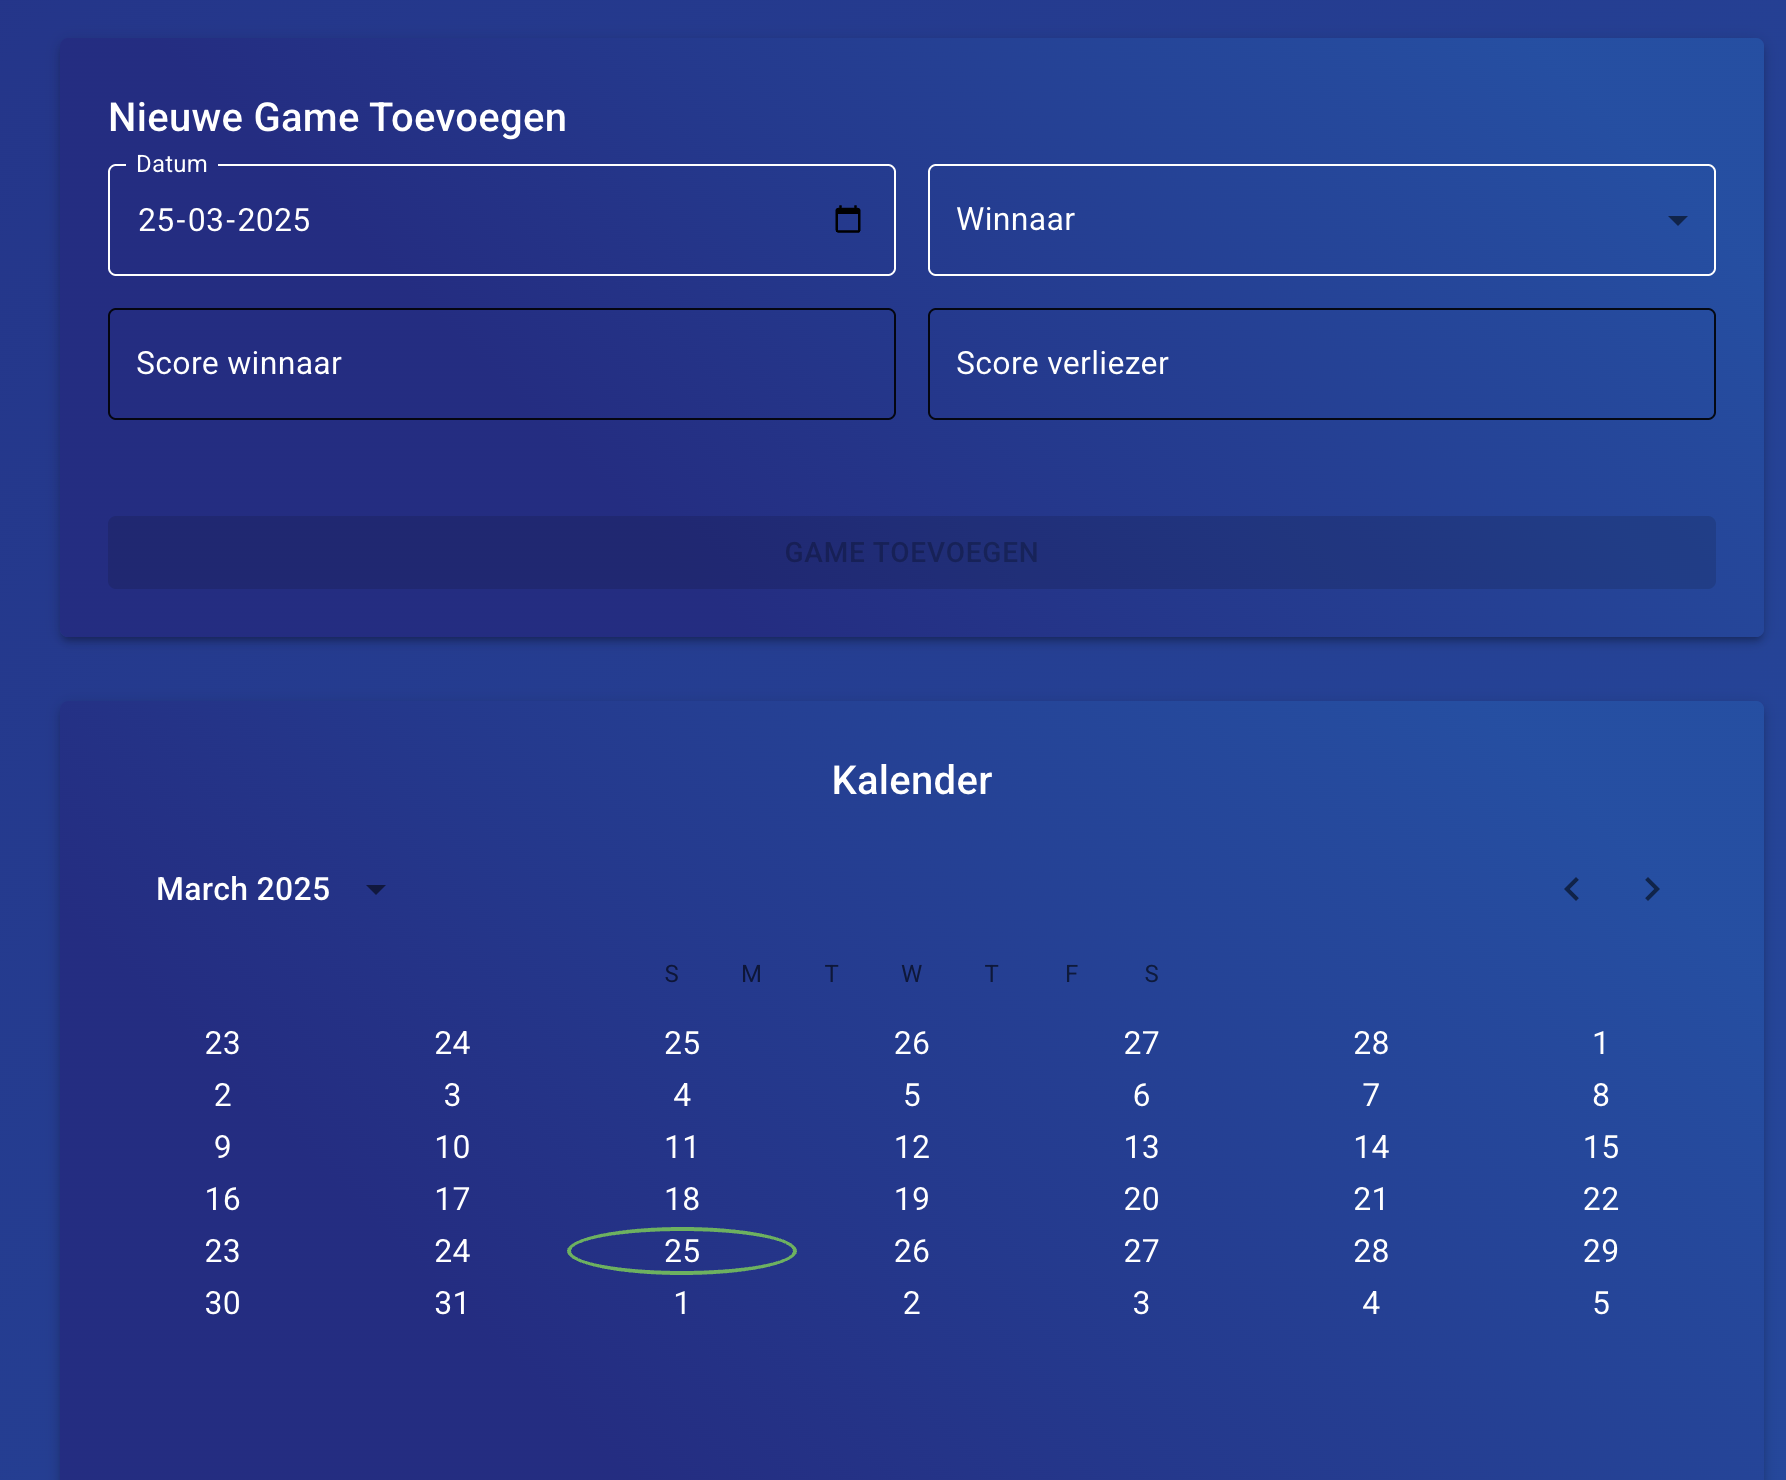 Nieuwe Game Toevoegen
Datum
25-03-2025
Winnaar
Score winnaar
Score verliezer
GAME TOEVOEGEN
Kalender
March 2025
S M T W T F S
23 24 25 26 27 28 1
2 3 4 5 6 7 8
9 10 11 12 13 14 15
16 17 18 19 20 21 22
23 24 25 26 27 28 29
30 31 1 2 3 4 5